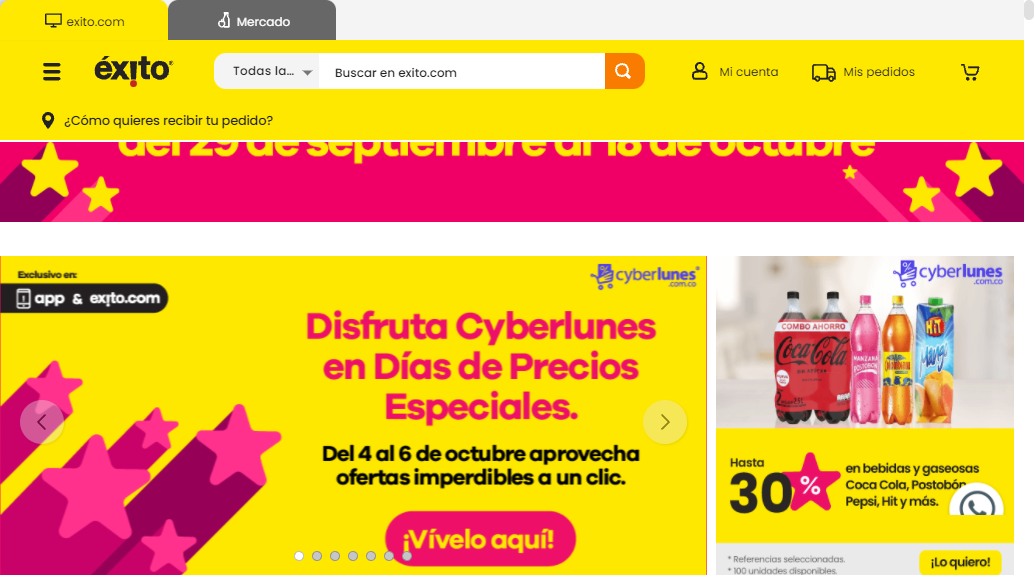 exito.com
Mercado
éxito
Todas la...
Buscar en exito.com
Mi cuenta
Mis pedidos
¿Cómo quieres recibir tu pedido?
del 29 de septiembre al 18 de octubre
Exclusivo en:
app & exito.com
cyberlunes
.com.co
Disfruta Cyberlunes
en Días de Precios
Especiales.
Del 4 al 6 de octubre aprovecha
ofertas imperdibles a un clic.
¡Vívelo aquí!
cyberlunes
.com.co
COMBO AHORRO
Coca-Cola
SIN AZÚCAR
MANZANA
POSTOBÓN
HIT
Mango
Hasta
30%
en bebidas y gaseosas
Coca Cola, Postobón,
Pepsi, Hit y más.
* Referencias seleccionadas.
* 100 unidades disponibles.
¡Lo quiero!